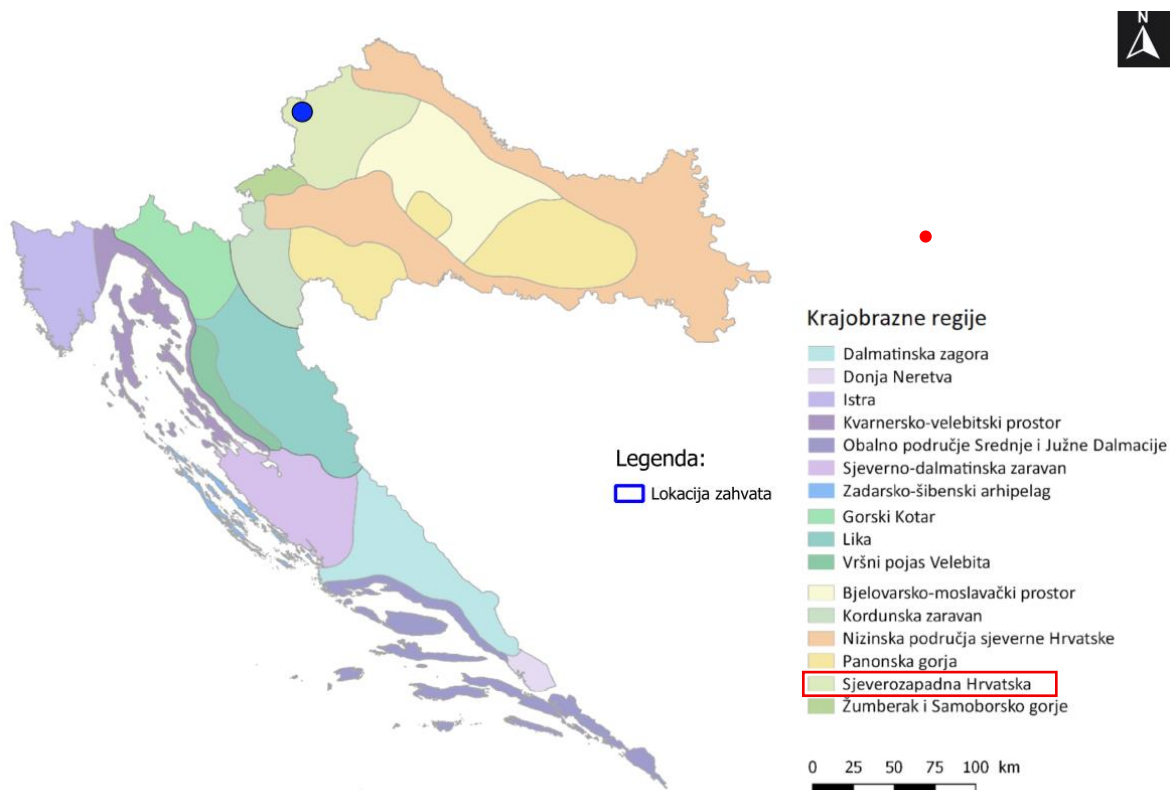 N
Legenda:
Lokacija zahvata
Krajobrazne regije
Dalmatinska zagora
Donja Neretva
Istra
Kvarnersko-velebitski prostor
Obalno područje Srednje i Južne Dalmacije
Sjeverno-dalmatinska zaravan
Zadarsko-šibenski arhipelag
Gorski Kotar
Lika
Vršni pojas Velebita
Bjelovarsko-moslavački prostor
Kordunska zaravan
Nizinska područja sjeverne Hrvatske
Panonska gorja
Sjeverozapadna Hrvatska
Žumberak i Samoborsko gorje
0 25 50 75 100 km